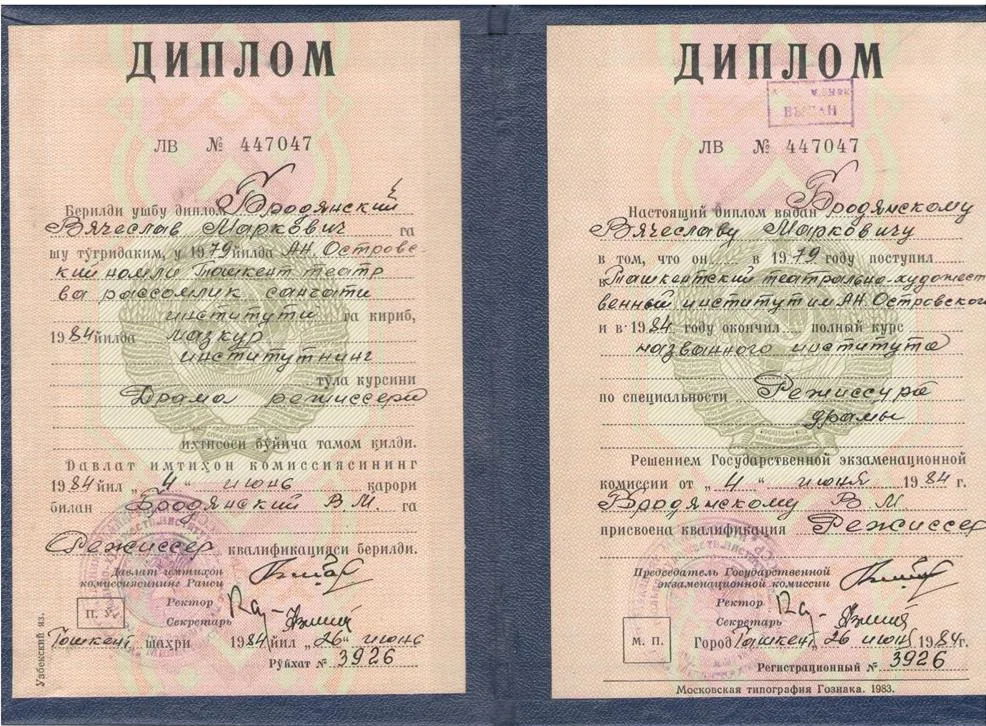 ДИПЛОМ
ЛВ № 447047
Берилди ушбу диплом Бродянский
Вячеслав Маркович га
шу тўғридаким, у 1979 йилда А.Н. Островс-
кий номли Тошкент театр
ва рассомлик санъати
институти га кириб,
1984 йилда мазкур
институтнинг
тўла курсини
Драма режиссери
ихтисоси бўйича тамом қилди.
Давлат имтиҳон комиссиясининг
1984 йил „4“ июнь қарори
билан Бродянский В.М. га
Режиссер квалификацияси берилди.
Давлат имтиҳон
комиссиясининг Раиси
Ректор
Секретарь
П. Ў.
Тошкент шаҳри 1984 йил „26“ июнь
Рўйхат № 3926
Узбекский яз.
ДИПЛОМ
ЛВ № 447047
Настоящий диплом выдан Бродянскому
Вячеславу Марковичу
в том, что он в 1979 году поступил
в Ташкентский театрально-художест-
венный институт им А.Н. Островского
и в 1984 году окончил полный курс
названного института
по специальности Режиссура
драмы
Решением Государственной экзаменационной
комиссии от „4“ июня 1984 г.
Бродянскому В. М.
присвоена квалификация Режиссер
Председатель Государственной
экзаменационной комиссии
Ректор
Секретарь
М. П.
Город Ташкент, 26 июня 1984 г.
Регистрационный № 3926
Московская типография Гознака. 1983.